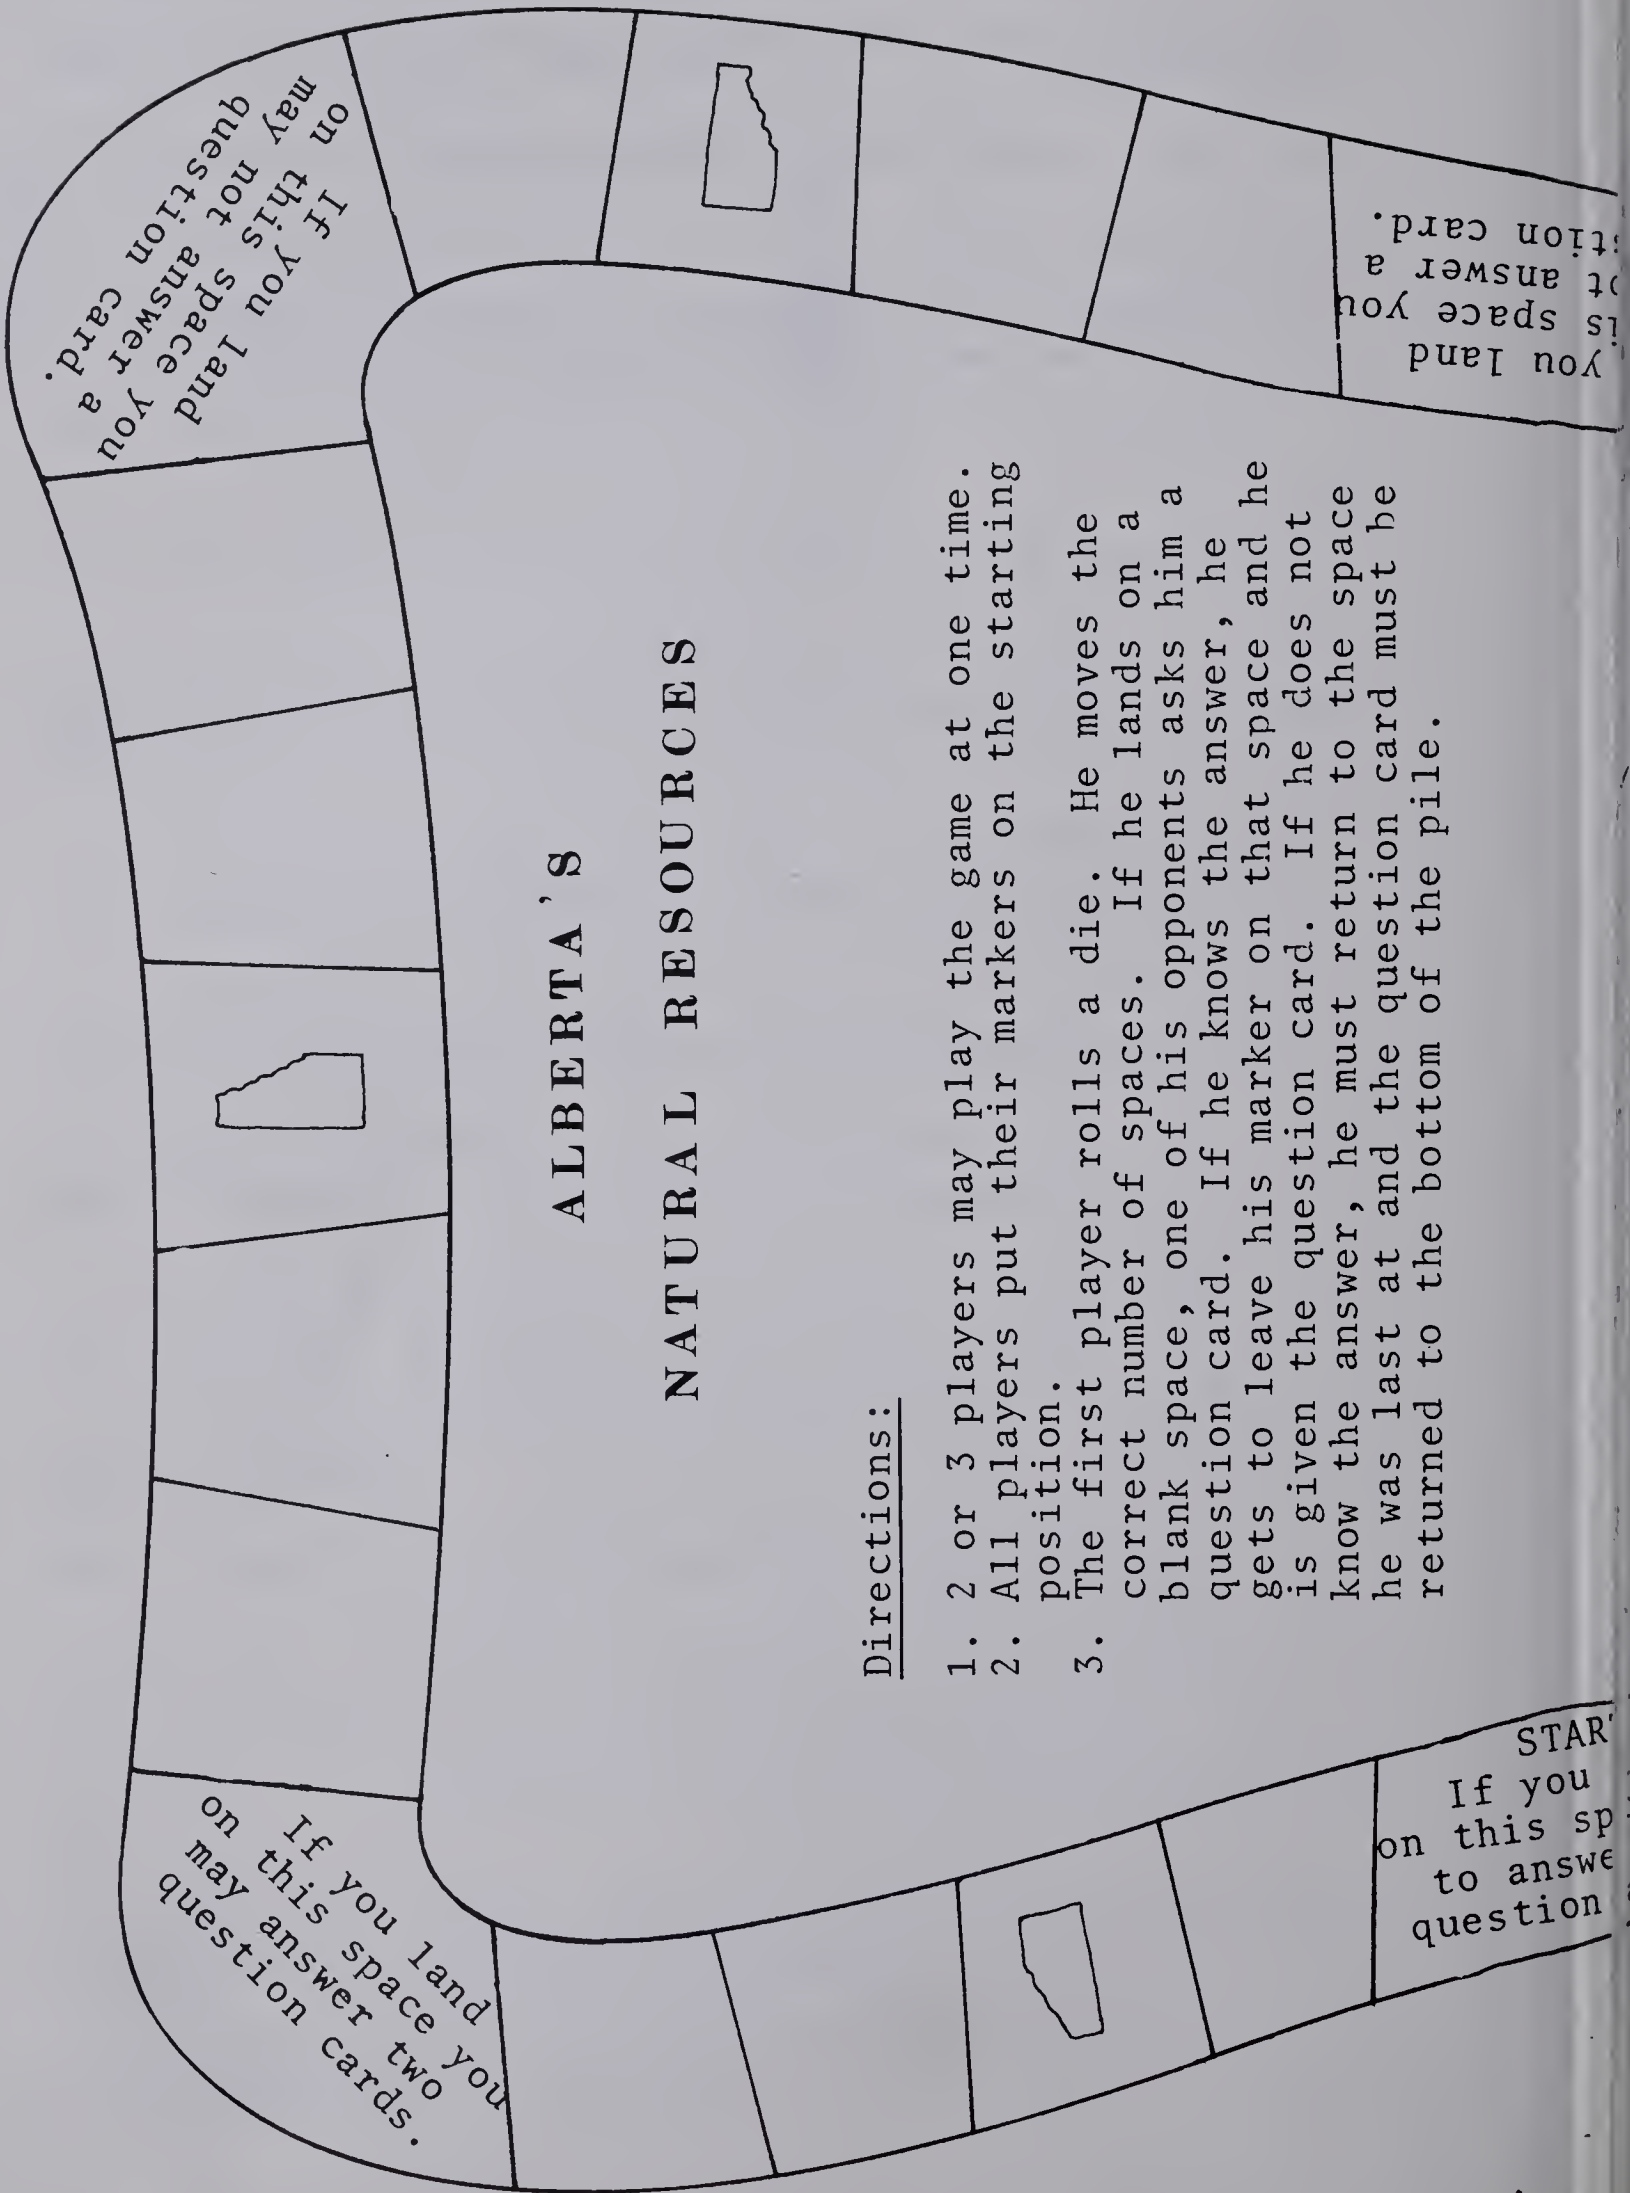 ALBERTA'S
NATURAL RESOURCES
Directions:
1. 2 or 3 players may play the game at one time.
2. All players put their markers on the starting
position.
3. The first player rolls a die. He moves the
correct number of spaces. If he lands on a
blank space, one of his opponents asks him a
question card. If he knows the answer, he
gets to leave his marker on that space and he
is given the question card. If he does not
know the answer, he must return to the space
he was last at and the question card must be
returned to the bottom of the pile.
If you land
on this space you
may answer two
question cards.
If you land
on this space you
may not answer a
question card.
you land
space you
answer a
card.
If you
on this
to
question